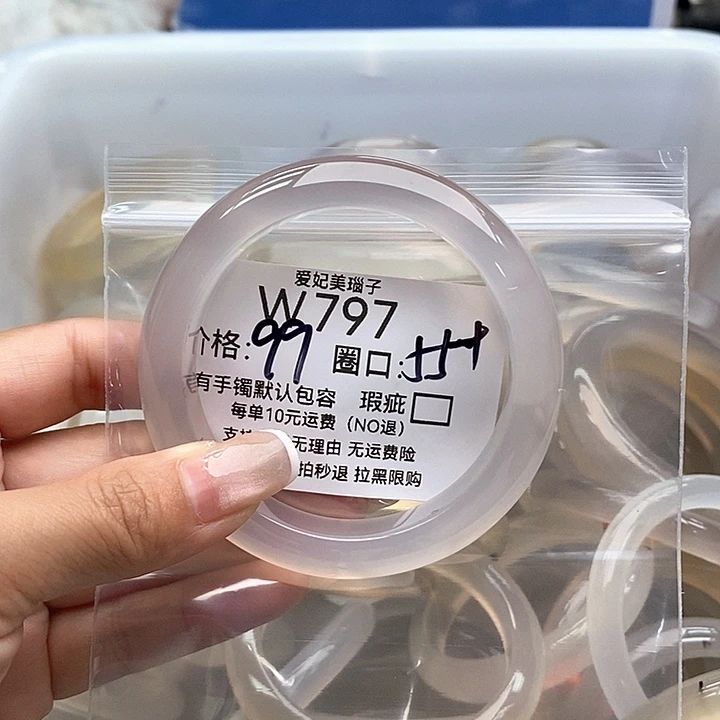 爱妃美瑙子
W797
价格:99 圈口:55+
有手镯默认包容 瑕疵
每单10元运费(NO退)
支 无理由 无运费险
拍秒退 拉黑限购